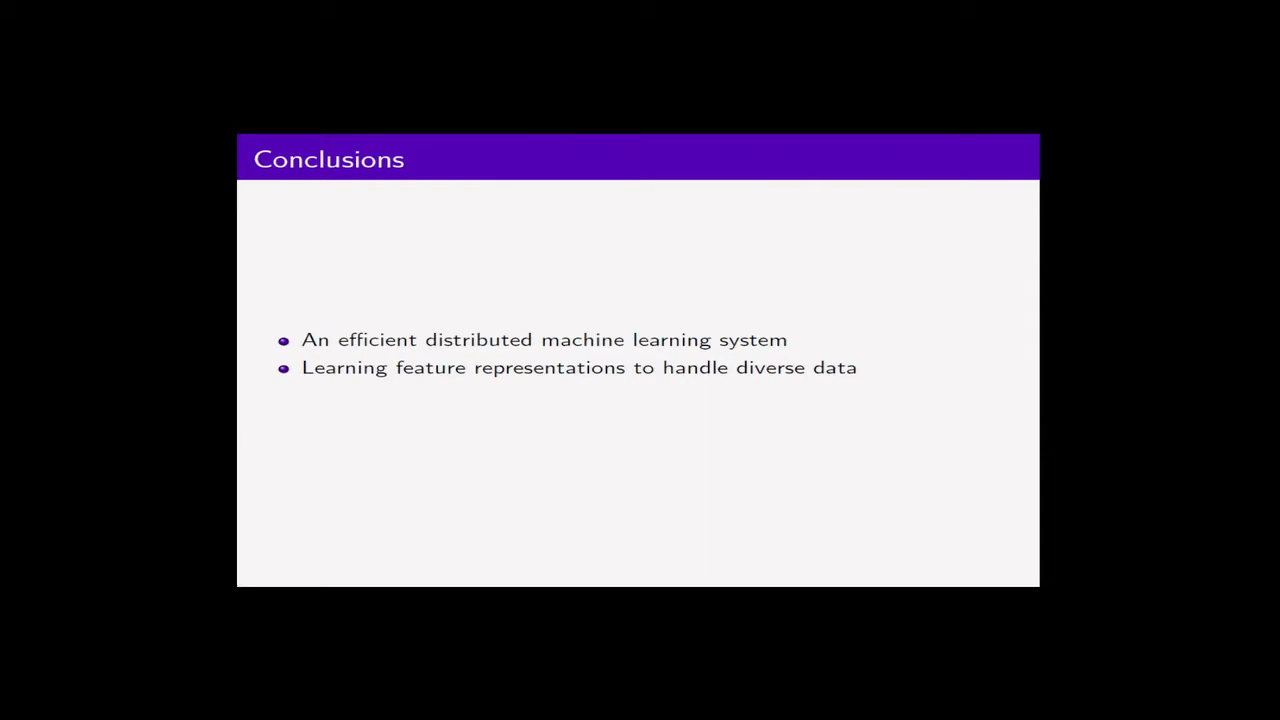 Conclusions
An efficient distributed machine learning system
Learning feature representations to handle diverse data